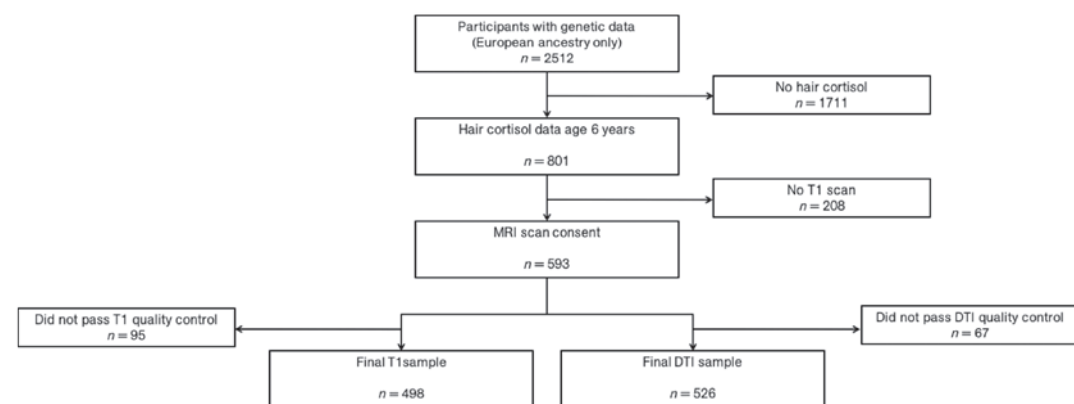 Participants with genetic data
(European ancestry only)
n = 2512
No hair cortisol
n = 1711
Hair cortisol data age 6 years
n = 801
No T1 scan
n = 208
MRI scan consent
n = 593
Did not pass T1 quality control
n = 95
Did not pass DTI quality control
n = 67
Final T1sample
n = 498
Final DTI sample
n = 526